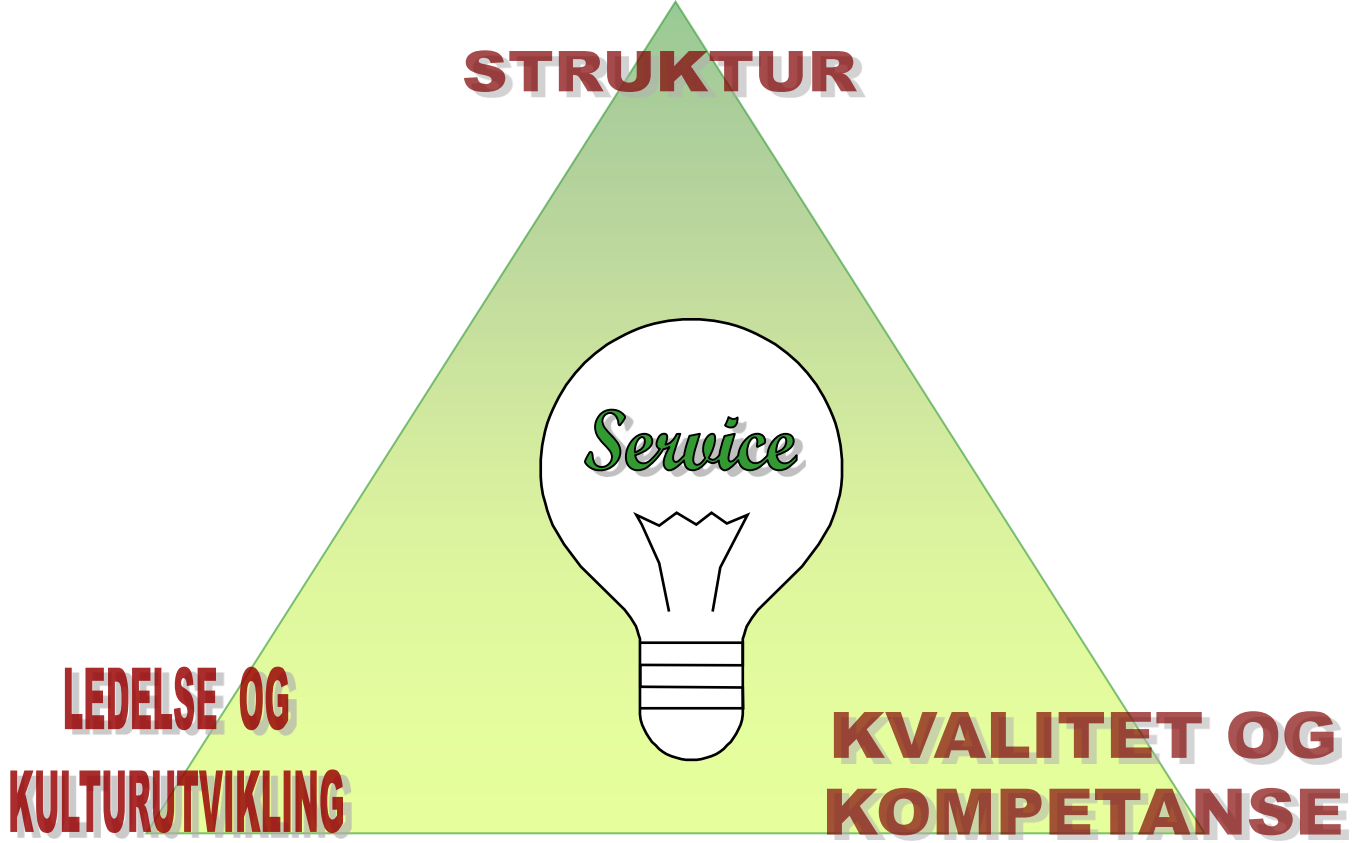 STRUKTUR
Service
LEDELSE OG
KULTURUTVIKLING
KVALITET OG
KOMPETANSE